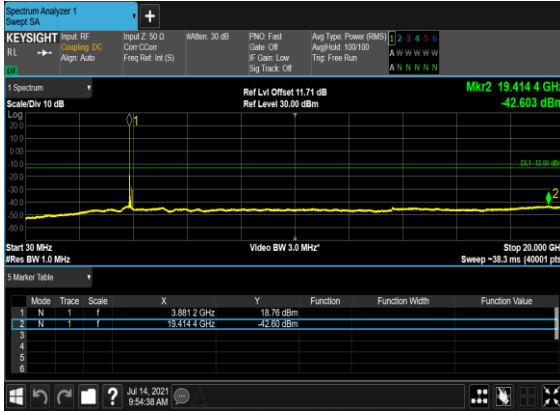 Spectrum Analyzer 1
Swept SA
+
KEYSIGHT
RL
Input: RF
Coupling: DC
Align: Auto
Input Z: 50 Ω
Corr CCorr
Freq Ref: Int (S)
#Atten: 30 dB
PNO: Fast
Gate: Off
IF Gain: Low
Sig Track: Off
Avg Type: Power (RMS)
Avg|Hold: 100/100
Trig: Free Run
1 2 3 4 5 6
A W W W W W
A N N N N N
1 Spectrum
Scale/Div 10 dB
Ref Lvl Offset 11.71 dB
Ref Level 30.00 dBm
Mkr2 19.414 4 GHz
-42.603 dBm
Log
20.0
10.0
0.00
-10.0
-20.0
-30.0
-40.0
-50.0
-60.0
1
DL1 -13.00 dBm
2
Start 30 MHz
#Res BW 1.0 MHz
Video BW 3.0 MHz*
Stop 20.000 GHz
Sweep ~38.3 ms (40001 pts)
5 Marker Table
Mode Trace Scale X Y Function Function Width Function Value
1 N 1 f 3.881 2 GHz 18.76 dBm
2 N 1 f 19.414 4 GHz -42.60 dBm
3
4
5
6
?
Jul 14, 2021
9:54:38 AM